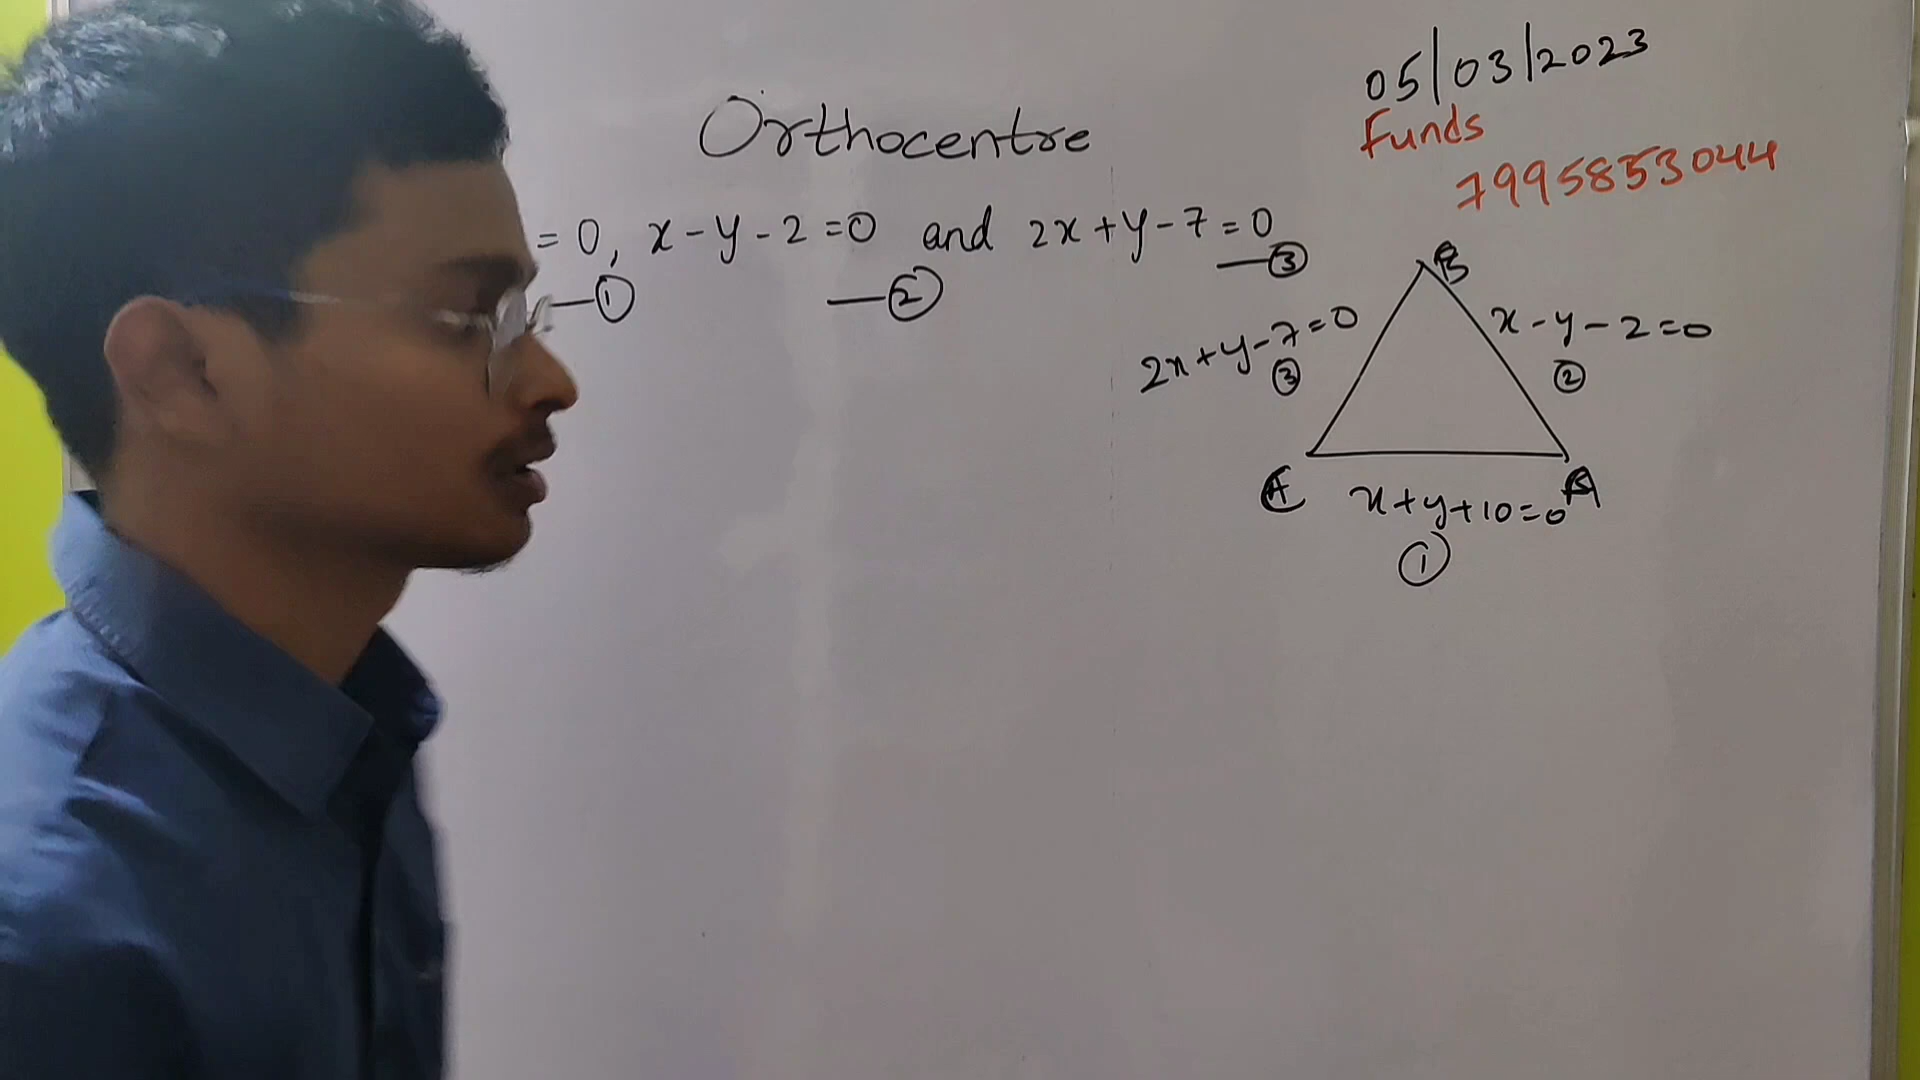 05/03/2023
Orthocentre
Funds
79958553044
= 0, x - y - 2 = 0 and 2x + y - 7 = 0
—① —② —③
B
2x + y - 7 = 0
③
x - y - 2 = 0
②
C
x + y + 10 = 0
A
①